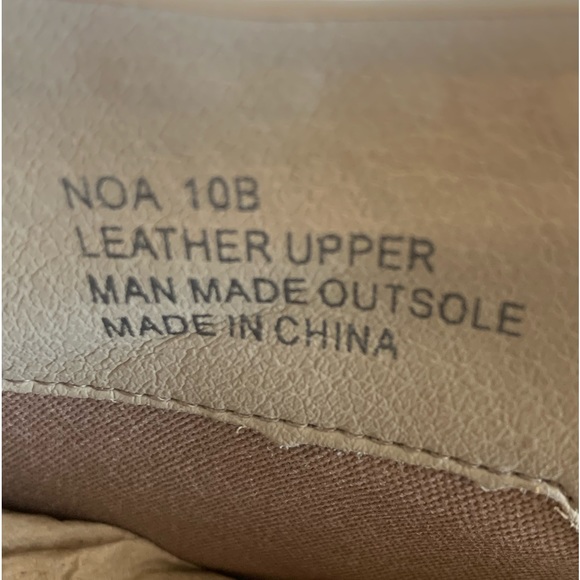 NOA 10B
LEATHER UPPER
MAN MADE OUTSOLE
MADE IN CHINA